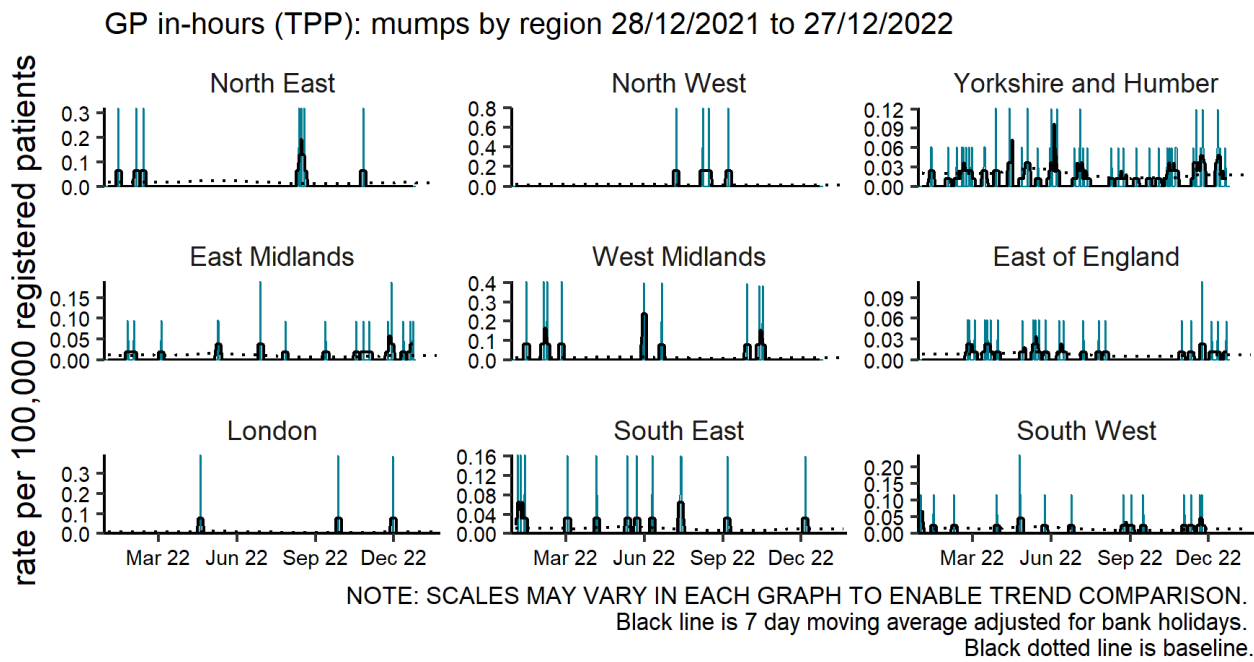 GP in-hours (TPP): mumps by region 28/12/2021 to 27/12/2022
rate per 100,000 registered patients
North East
0.3
0.2
0.1
0.0
North West
0.8
0.6
0.4
0.2
0.0
Yorkshire and Humber
0.12
0.09
0.06
0.03
0.00
East Midlands
0.15
0.10
0.05
0.00
West Midlands
0.4
0.3
0.2
0.1
0.0
East of England
0.09
0.06
0.03
0.00
London
0.3
0.2
0.1
0.0
Mar 22 Jun 22 Sep 22 Dec 22
South East
0.16
0.12
0.08
0.04
0.00
Mar 22 Jun 22 Sep 22 Dec 22
South West
0.20
0.15
0.10
0.05
0.00
Mar 22 Jun 22 Sep 22 Dec 22
NOTE: SCALES MAY VARY IN EACH GRAPH TO ENABLE TREND COMPARISON.
Black line is 7 day moving average adjusted for bank holidays.
Black dotted line is baseline.